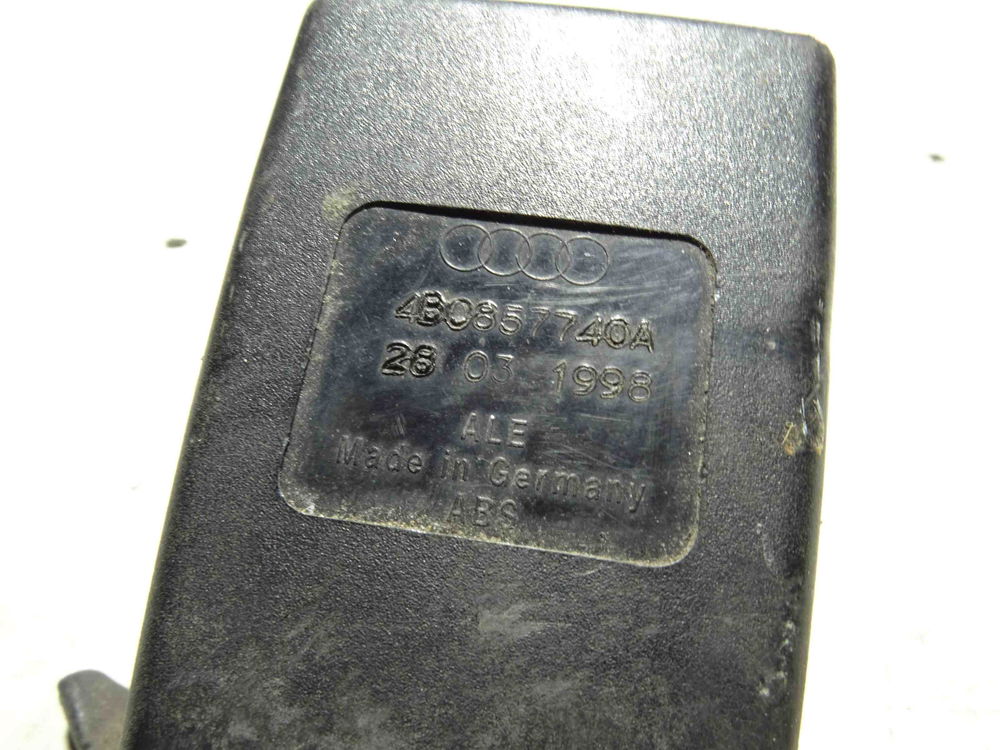 4B0857740A
28 03 1998
ALE
Made in Germany
ABS